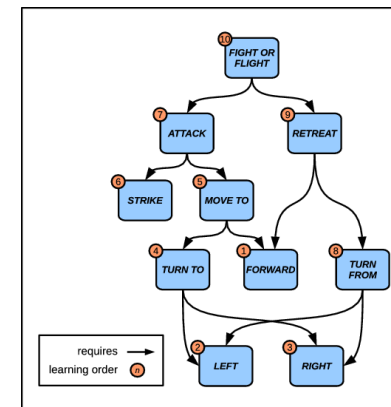 10
FIGHT OR
FLIGHT
7
ATTACK
9
RETREAT
6
STRIKE
5
MOVE TO
4
TURN TO
1
FORWARD
8
TURN
FROM
2
LEFT
3
RIGHT
requires
learning order n